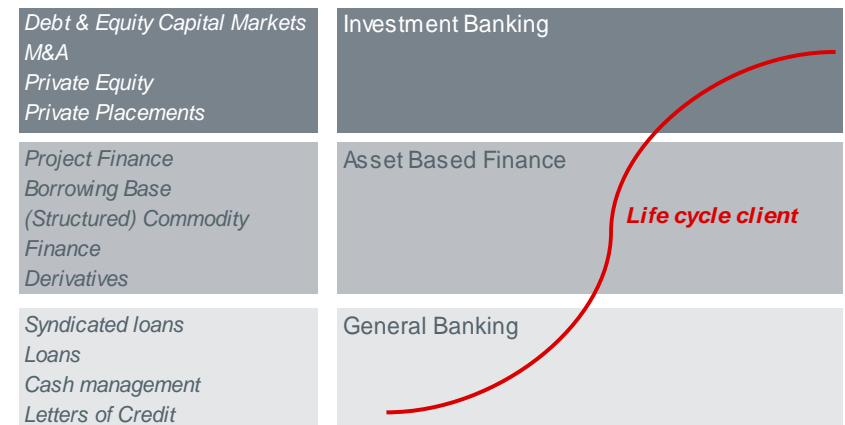 Debt & Equity Capital Markets
M&A
Private Equity
Private Placements
Investment Banking
Project Finance
Borrowing Base
(Structured) Commodity
Finance
Derivatives
Asset Based Finance
Life cycle client
Syndicated loans
Loans
Cash management
Letters of Credit
General Banking